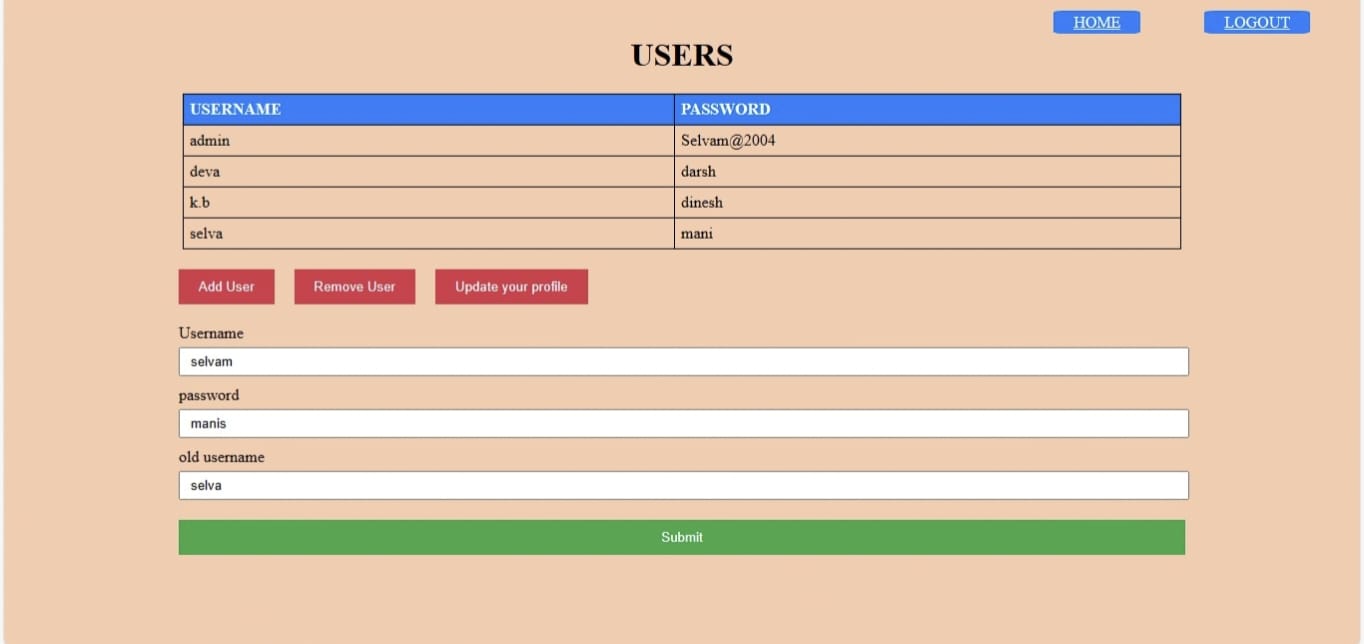 HOME LOGOUT
USERS
USERNAME PASSWORD
admin Selvam@2004
deva darsh
k.b dinesh
selva mani
Add User Remove User Update your profile
Username
selvam
password
manis
old username
selva
Submit